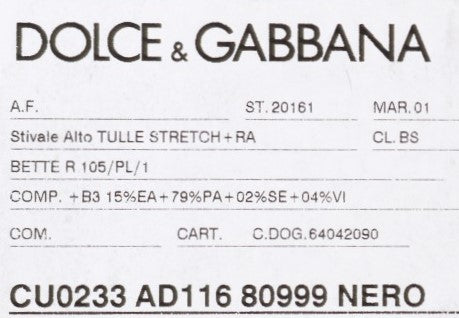 DOLCE & GABBANA
A.F. ST. 20161 MAR. 01
Stivale Alto TULLE STRETCH+RA CL. BS
BETTE R 105/PL/1
COMP. +B3 15%EA+79%PA+02%SE+04%VI
COM. CART. C.DOG. 64042090
CU0233 AD116 80999 NERO